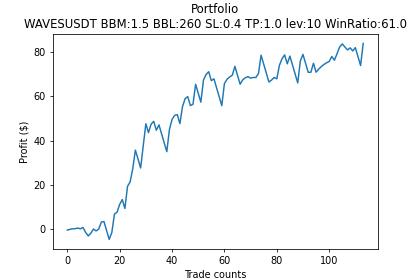 Portfolio
WAVESUSDT BBM:1.5 BBL:260 SL:0.4 TP:1.0 lev:10 WinRatio:61.0
80
60
40
20
0
Profit ($)
0 20 40 60 80 100
Trade counts